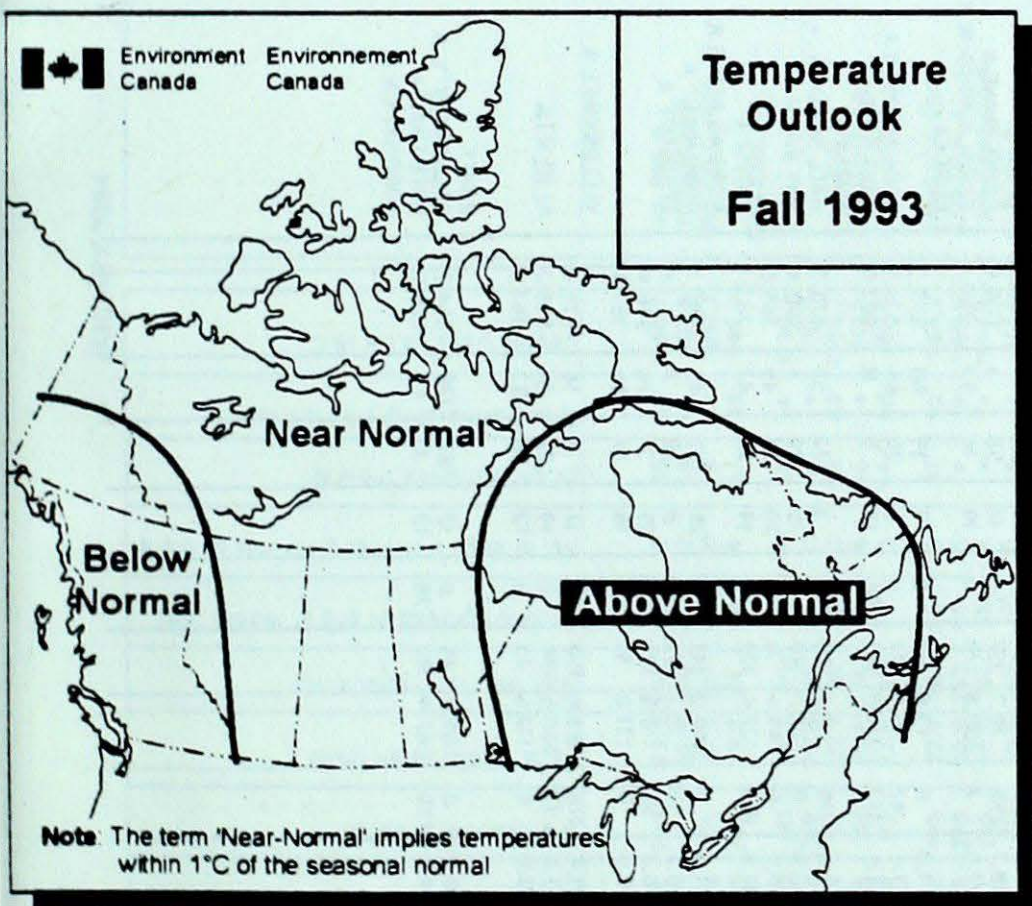 Environment Environnement
Canada Canada
Temperature
Outlook
Fall 1993
Near Normal
Below
Normal
Above Normal
Note: The term 'Near-Normal' implies temperatures
within 1°C of the seasonal normal